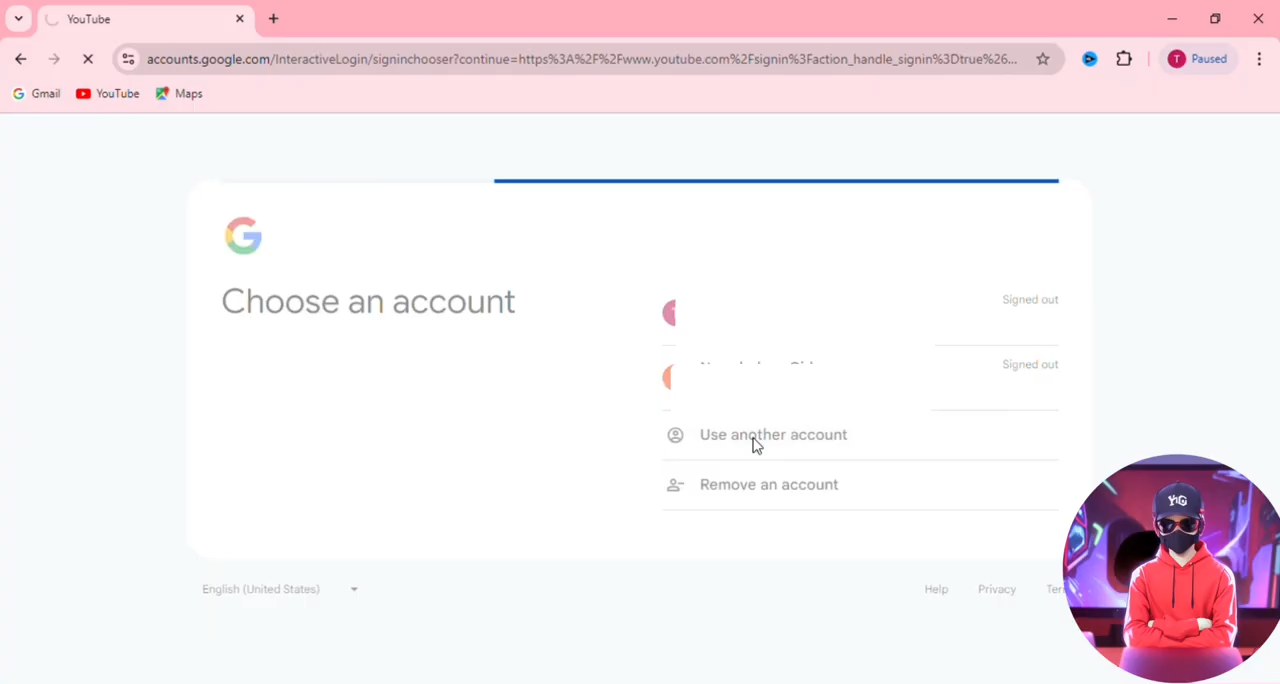 YouTube
accounts.google.com/InteractiveLogin/signinchooser?continue=https%3A%2F%2Fwww.youtube.com%2Fsignin%3Faction_handle_signin%3Dtrue%26...
T Paused
Gmail YouTube Maps
Choose an account
Signed out
Signed out
Use another account
Remove an account
English (United States)
Help Privacy
YIG